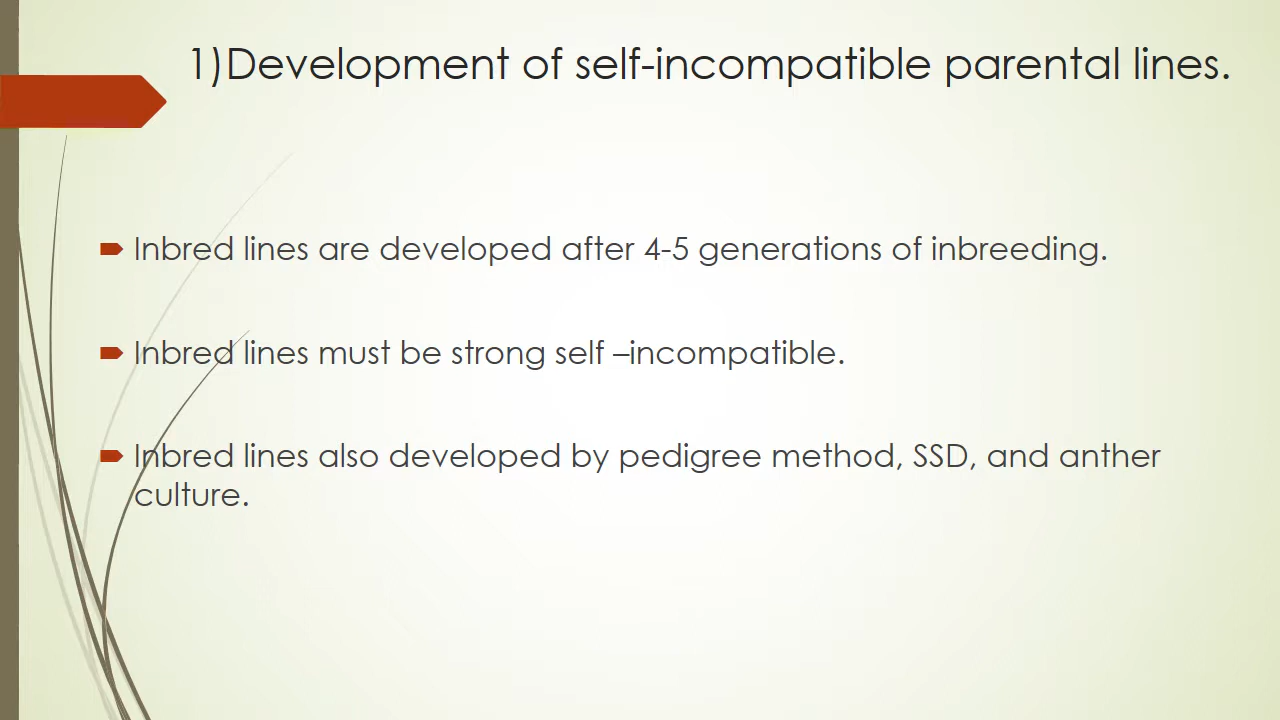 1)Development of self-incompatible parental lines.
Inbred lines are developed after 4-5 generations of inbreeding.
Inbred lines must be strong self –incompatible.
Inbred lines also developed by pedigree method, SSD, and anther
culture.